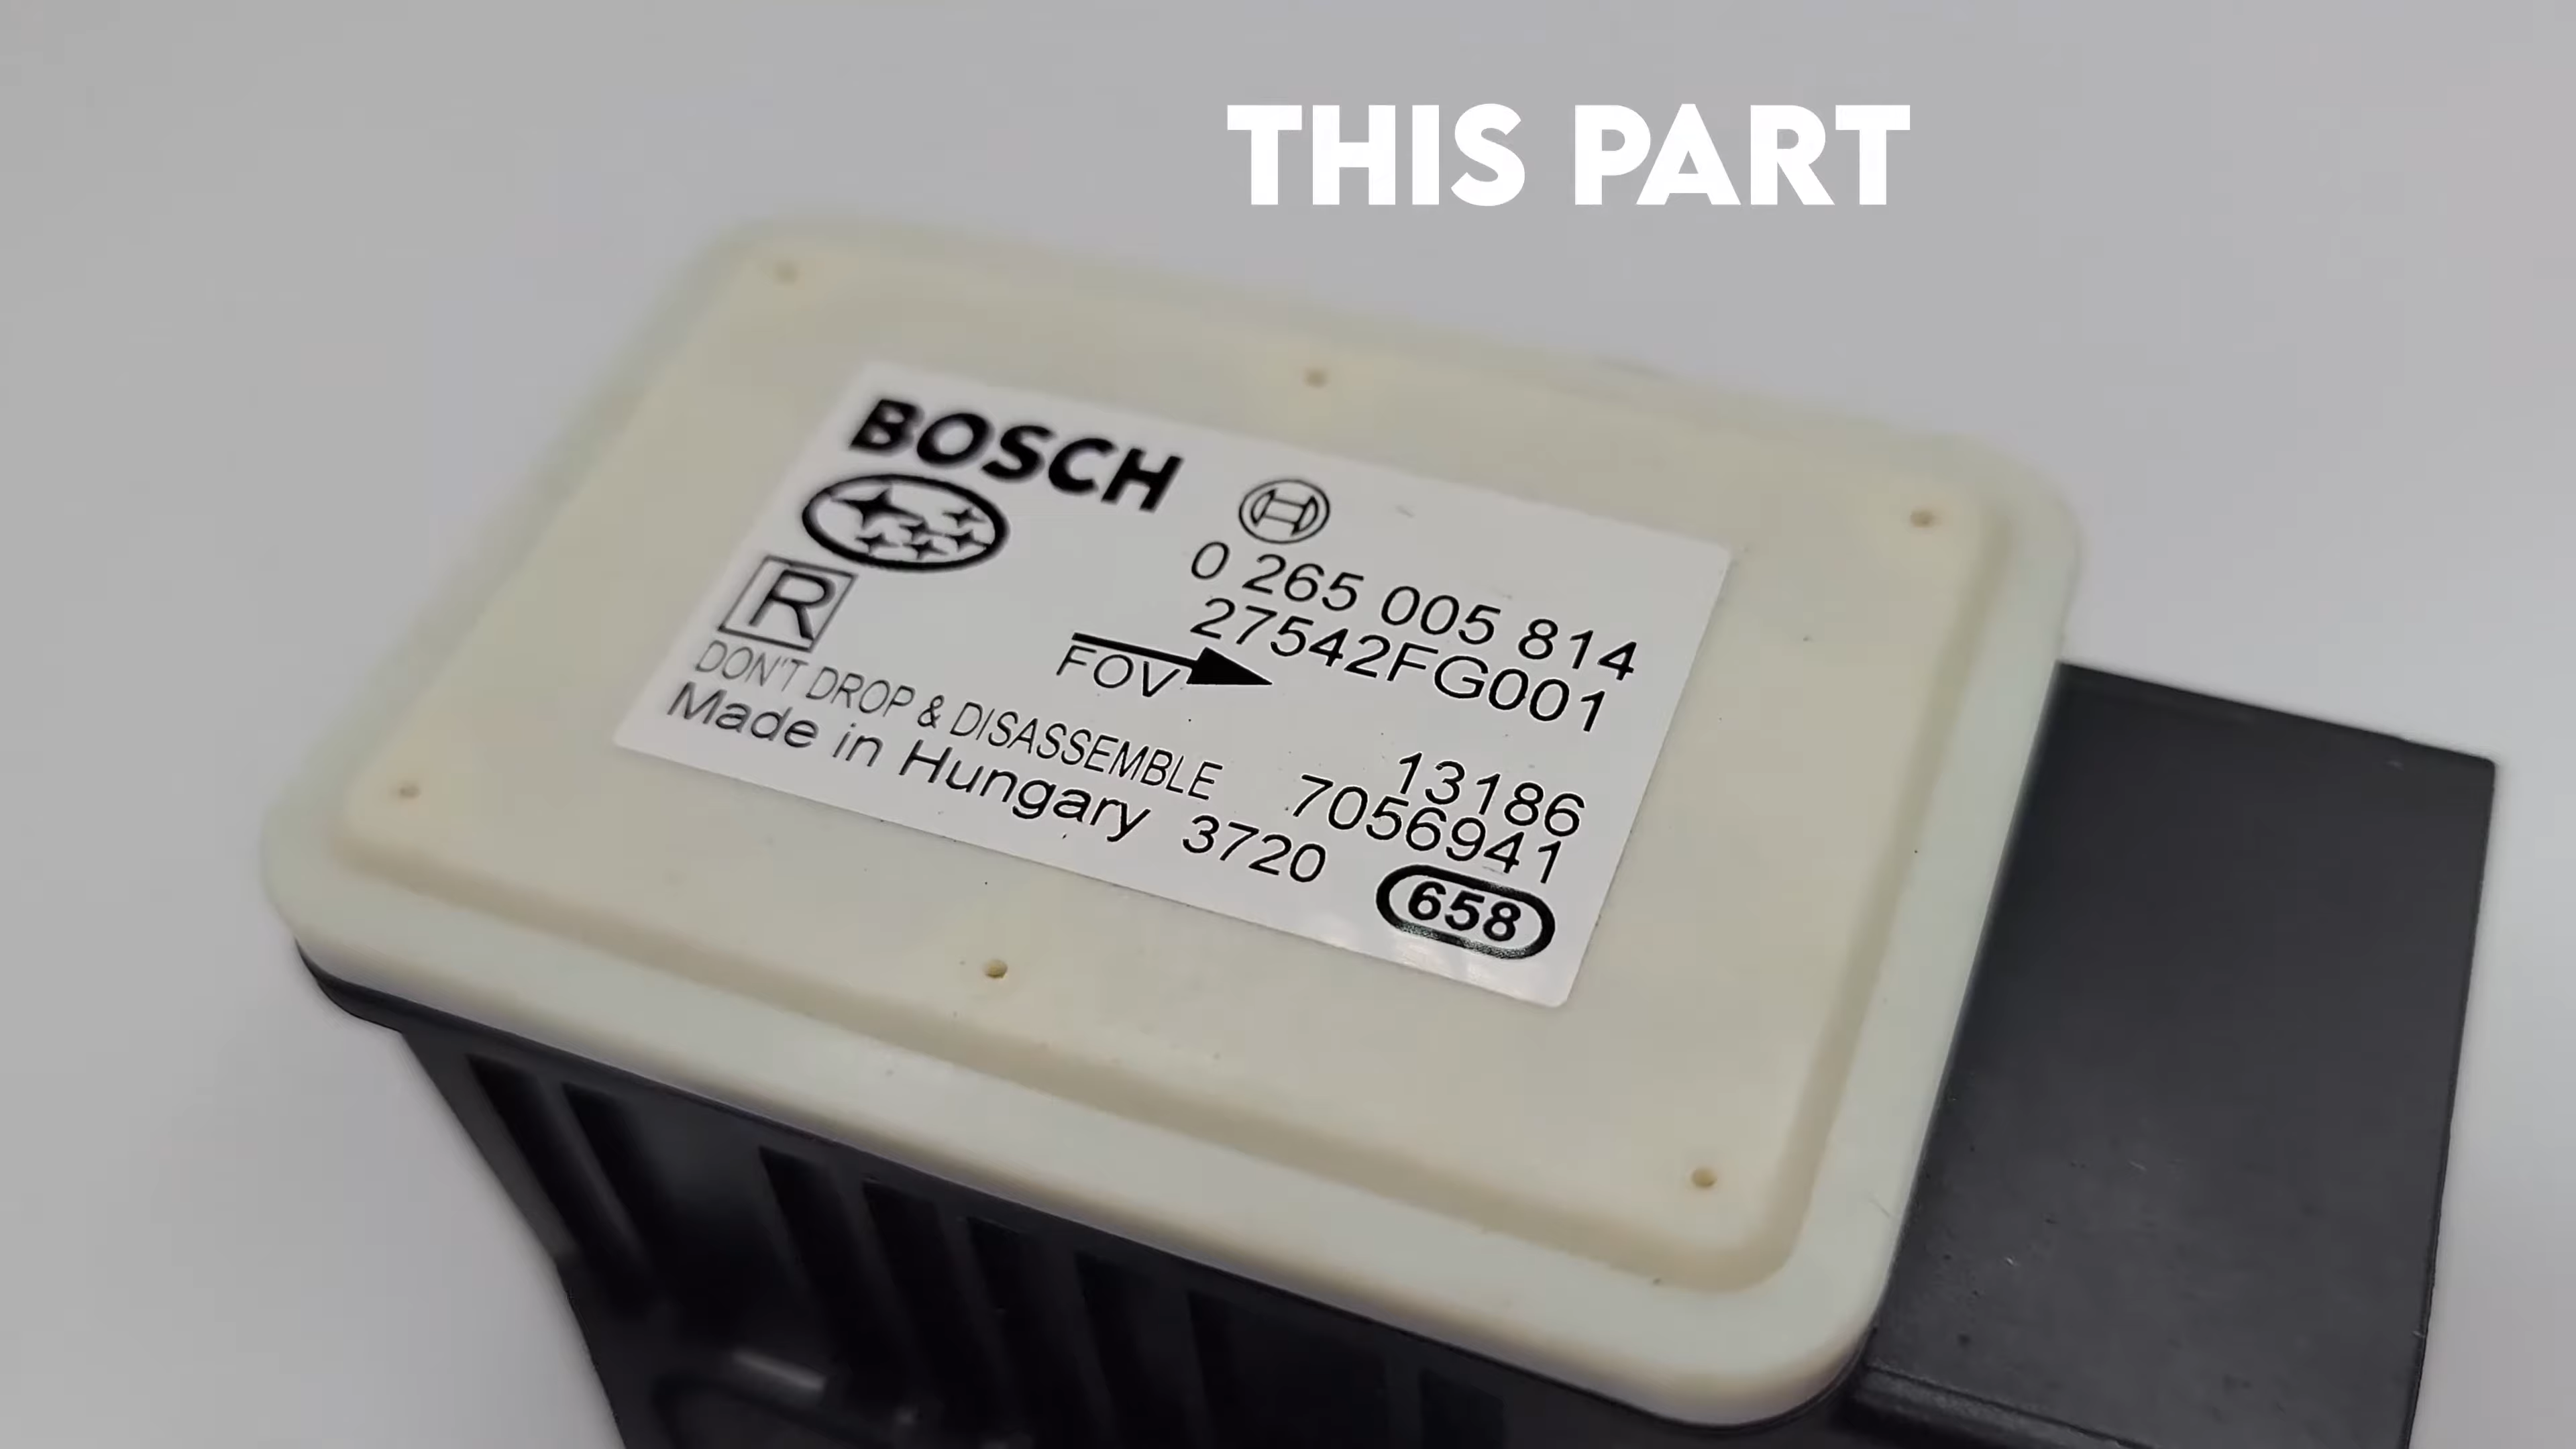 THIS PART
BOSCH
0 265 005 814
27542FG001
R
FOV
DON'T DROP & DISASSEMBLE
13186
Made in Hungary 3720
7056941
658